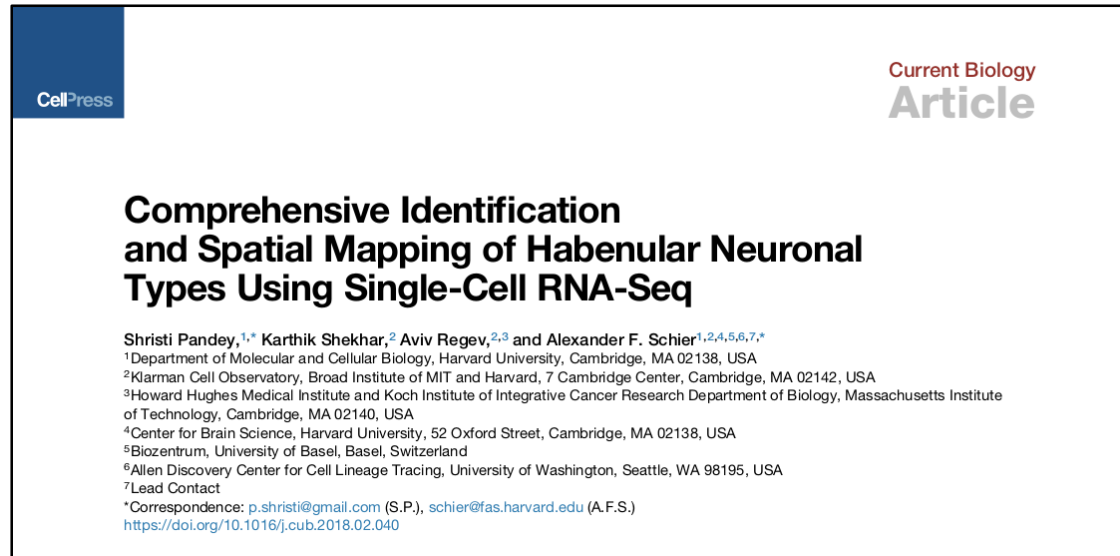 CellPress
Current Biology
Article
Comprehensive Identification
and Spatial Mapping of Habenular Neuronal
Types Using Single-Cell RNA-Seq
Shristi Pandey,1,* Karthik Shekhar,2 Aviv Regev,2,3 and Alexander F. Schier1,2,4,5,6,7,*
1Department of Molecular and Cellular Biology, Harvard University, Cambridge, MA 02138, USA
2Klarman Cell Observatory, Broad Institute of MIT and Harvard, 7 Cambridge Center, Cambridge, MA 02142, USA
3Howard Hughes Medical Institute and Koch Institute of Integrative Cancer Research Department of Biology, Massachusetts Institute
of Technology, Cambridge, MA 02140, USA
4Center for Brain Science, Harvard University, 52 Oxford Street, Cambridge, MA 02138, USA
5Biozentrum, University of Basel, Basel, Switzerland
6Allen Discovery Center for Cell Lineage Tracing, University of Washington, Seattle, WA 98195, USA
7Lead Contact
*Correspondence: p.shristi@gmail.com (S.P.), schier@fas.harvard.edu (A.F.S.)
https://doi.org/10.1016/j.cub.2018.02.040